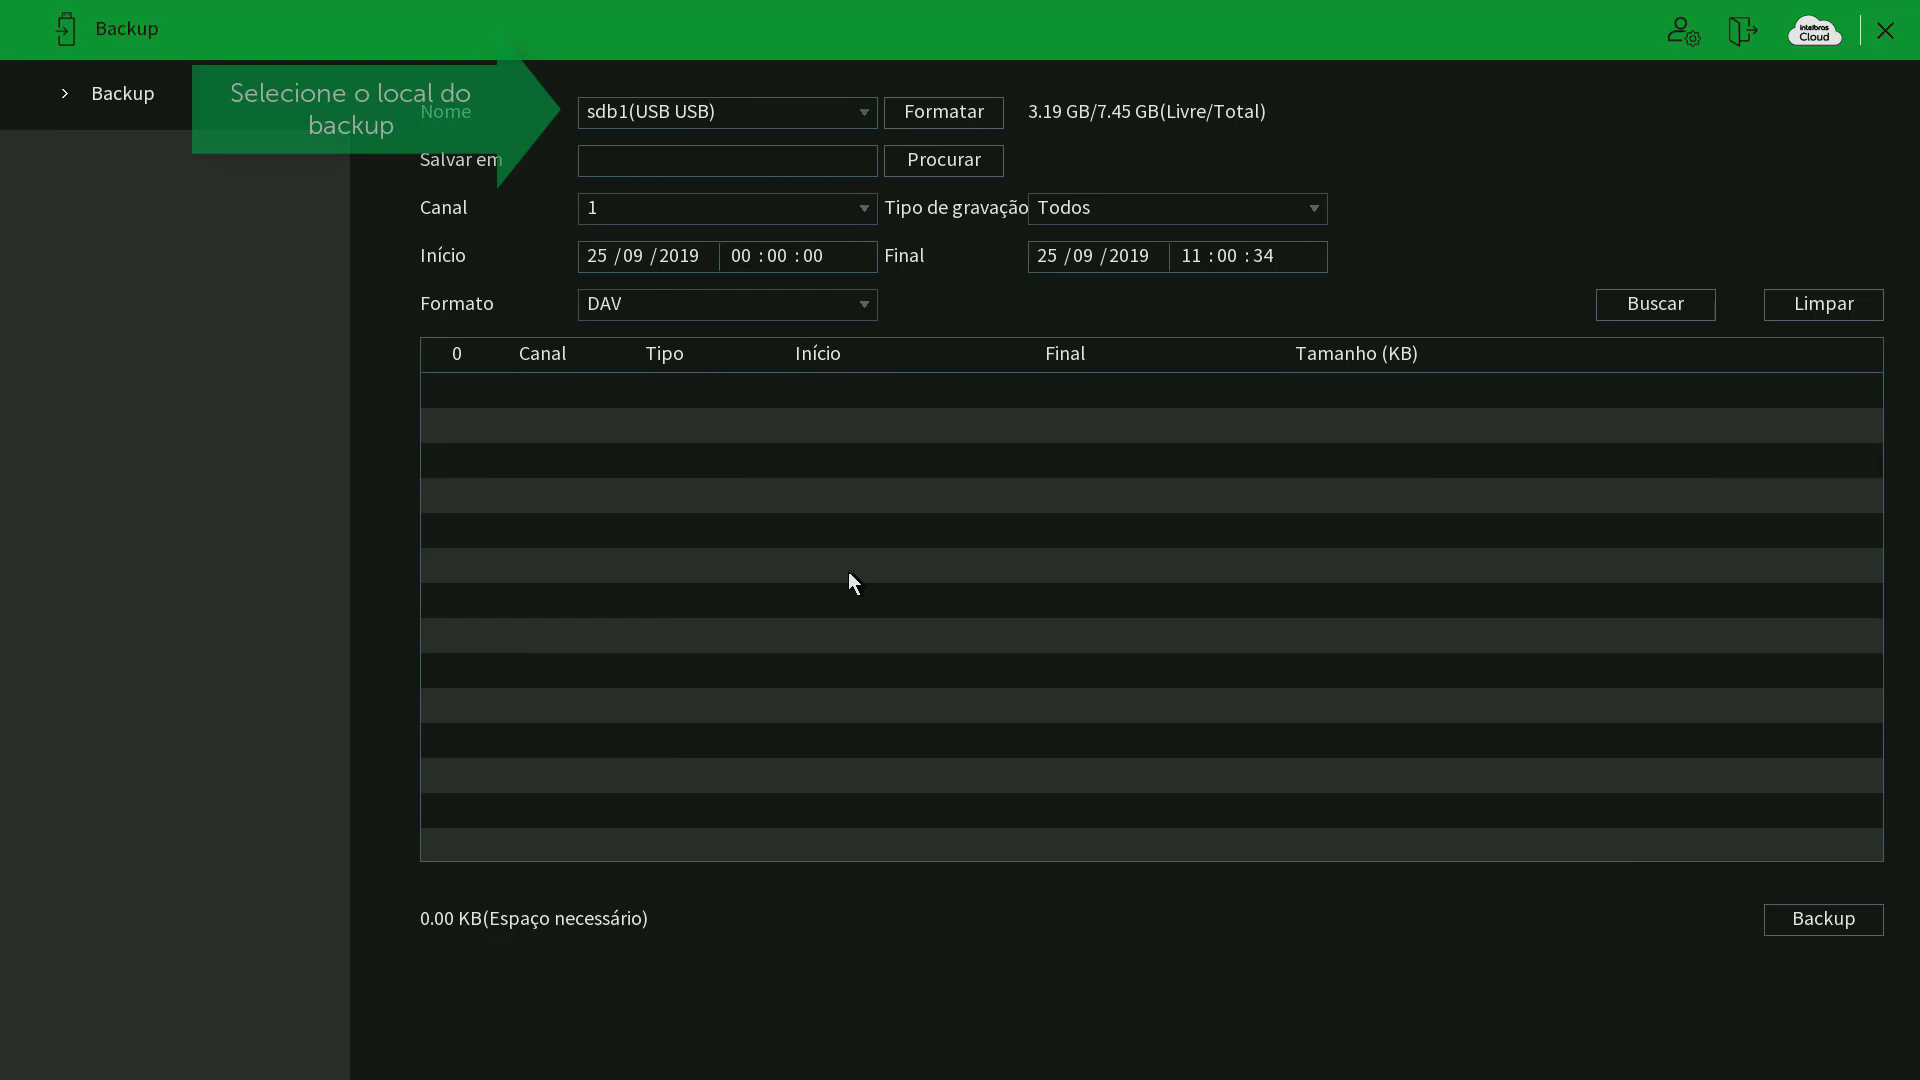 Backup
intelbras
Cloud
Backup
Selecione o local do
backup
Nome
sdb1(USB USB)
Formatar
3.19 GB/7.45 GB(Livre/Total)
Salvar em
Procurar
Canal
1
Tipo de gravação
Todos
Início
25 /09 /2019
00 :00 :00
Final
25 /09 /2019
11 :00 :34
Formato
DAV
Buscar
Limpar
0 Canal Tipo Início Final Tamanho (KB)
0.00 KB(Espaço necessário)
Backup